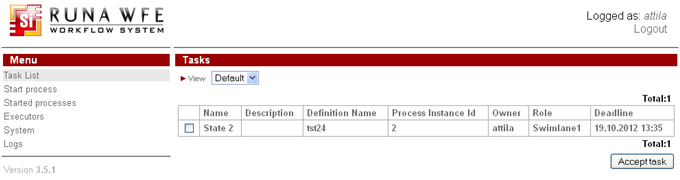 RUNA WFE
WORKFLOW SYSTEM
Logged as: attila
Logout
Menu
Task List
Start process
Started processes
Executors
System
Logs
Version 3.5.1
Tasks
View Default
Total:1
Name Description Definition Name Process Instance Id Owner Role Deadline
State 2 tst24 2 attila Swimlane1 19.10.2012 13:35
Total:1
Accept task